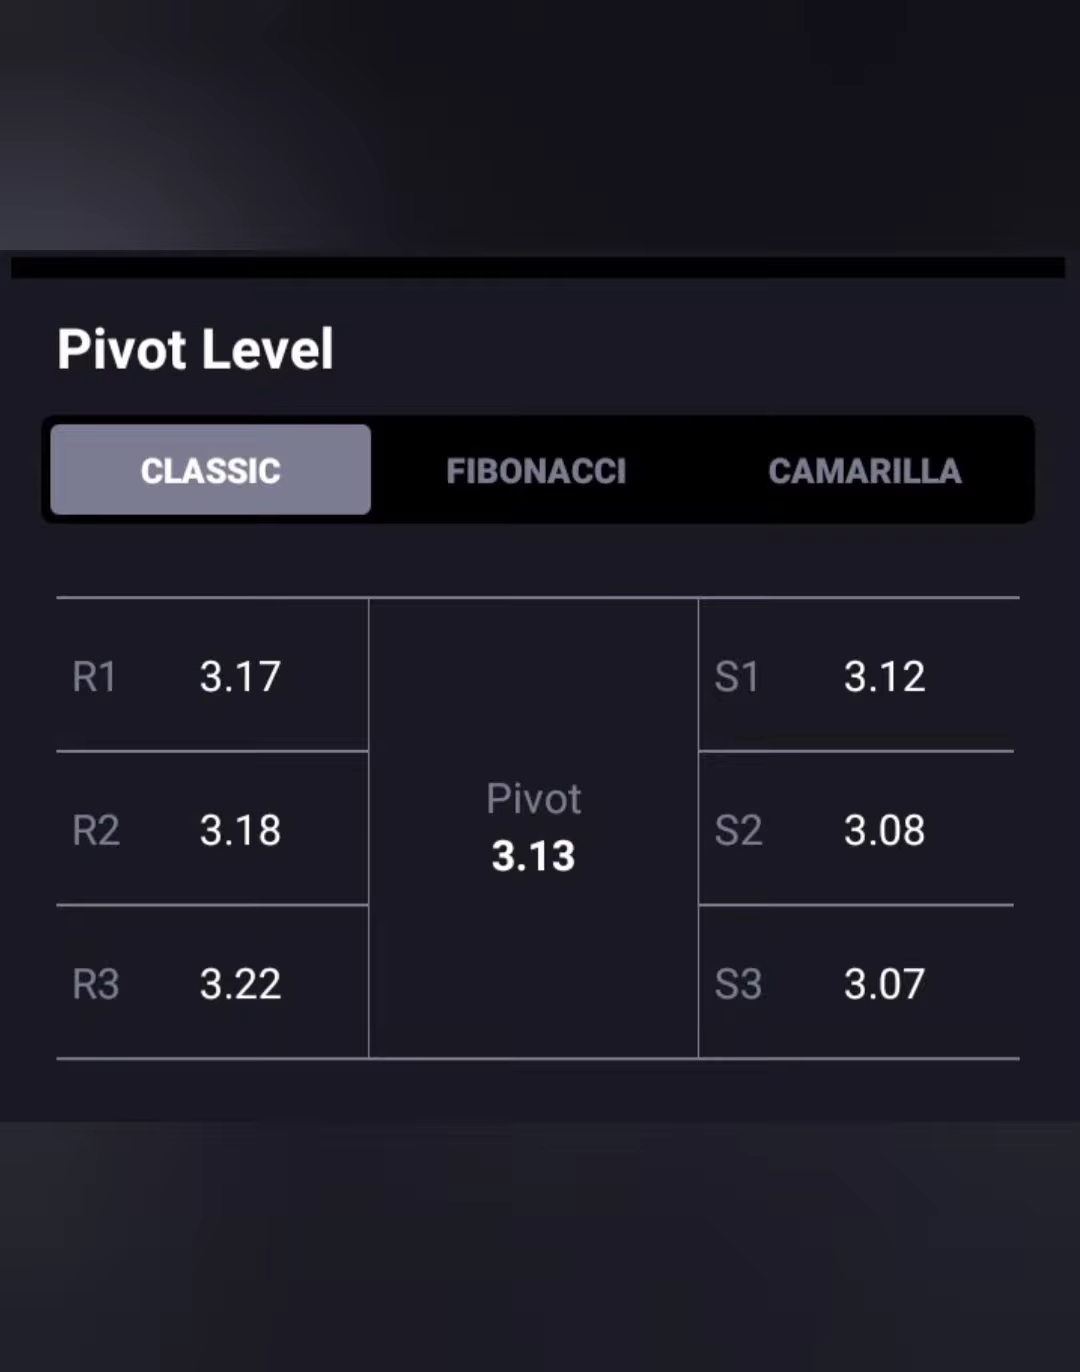 Pivot Level
CLASSIC FIBONACCI CAMARILLA
R1 3.17 S1 3.12
R2 3.18 Pivot 3.13 S2 3.08
R3 3.22 S3 3.07